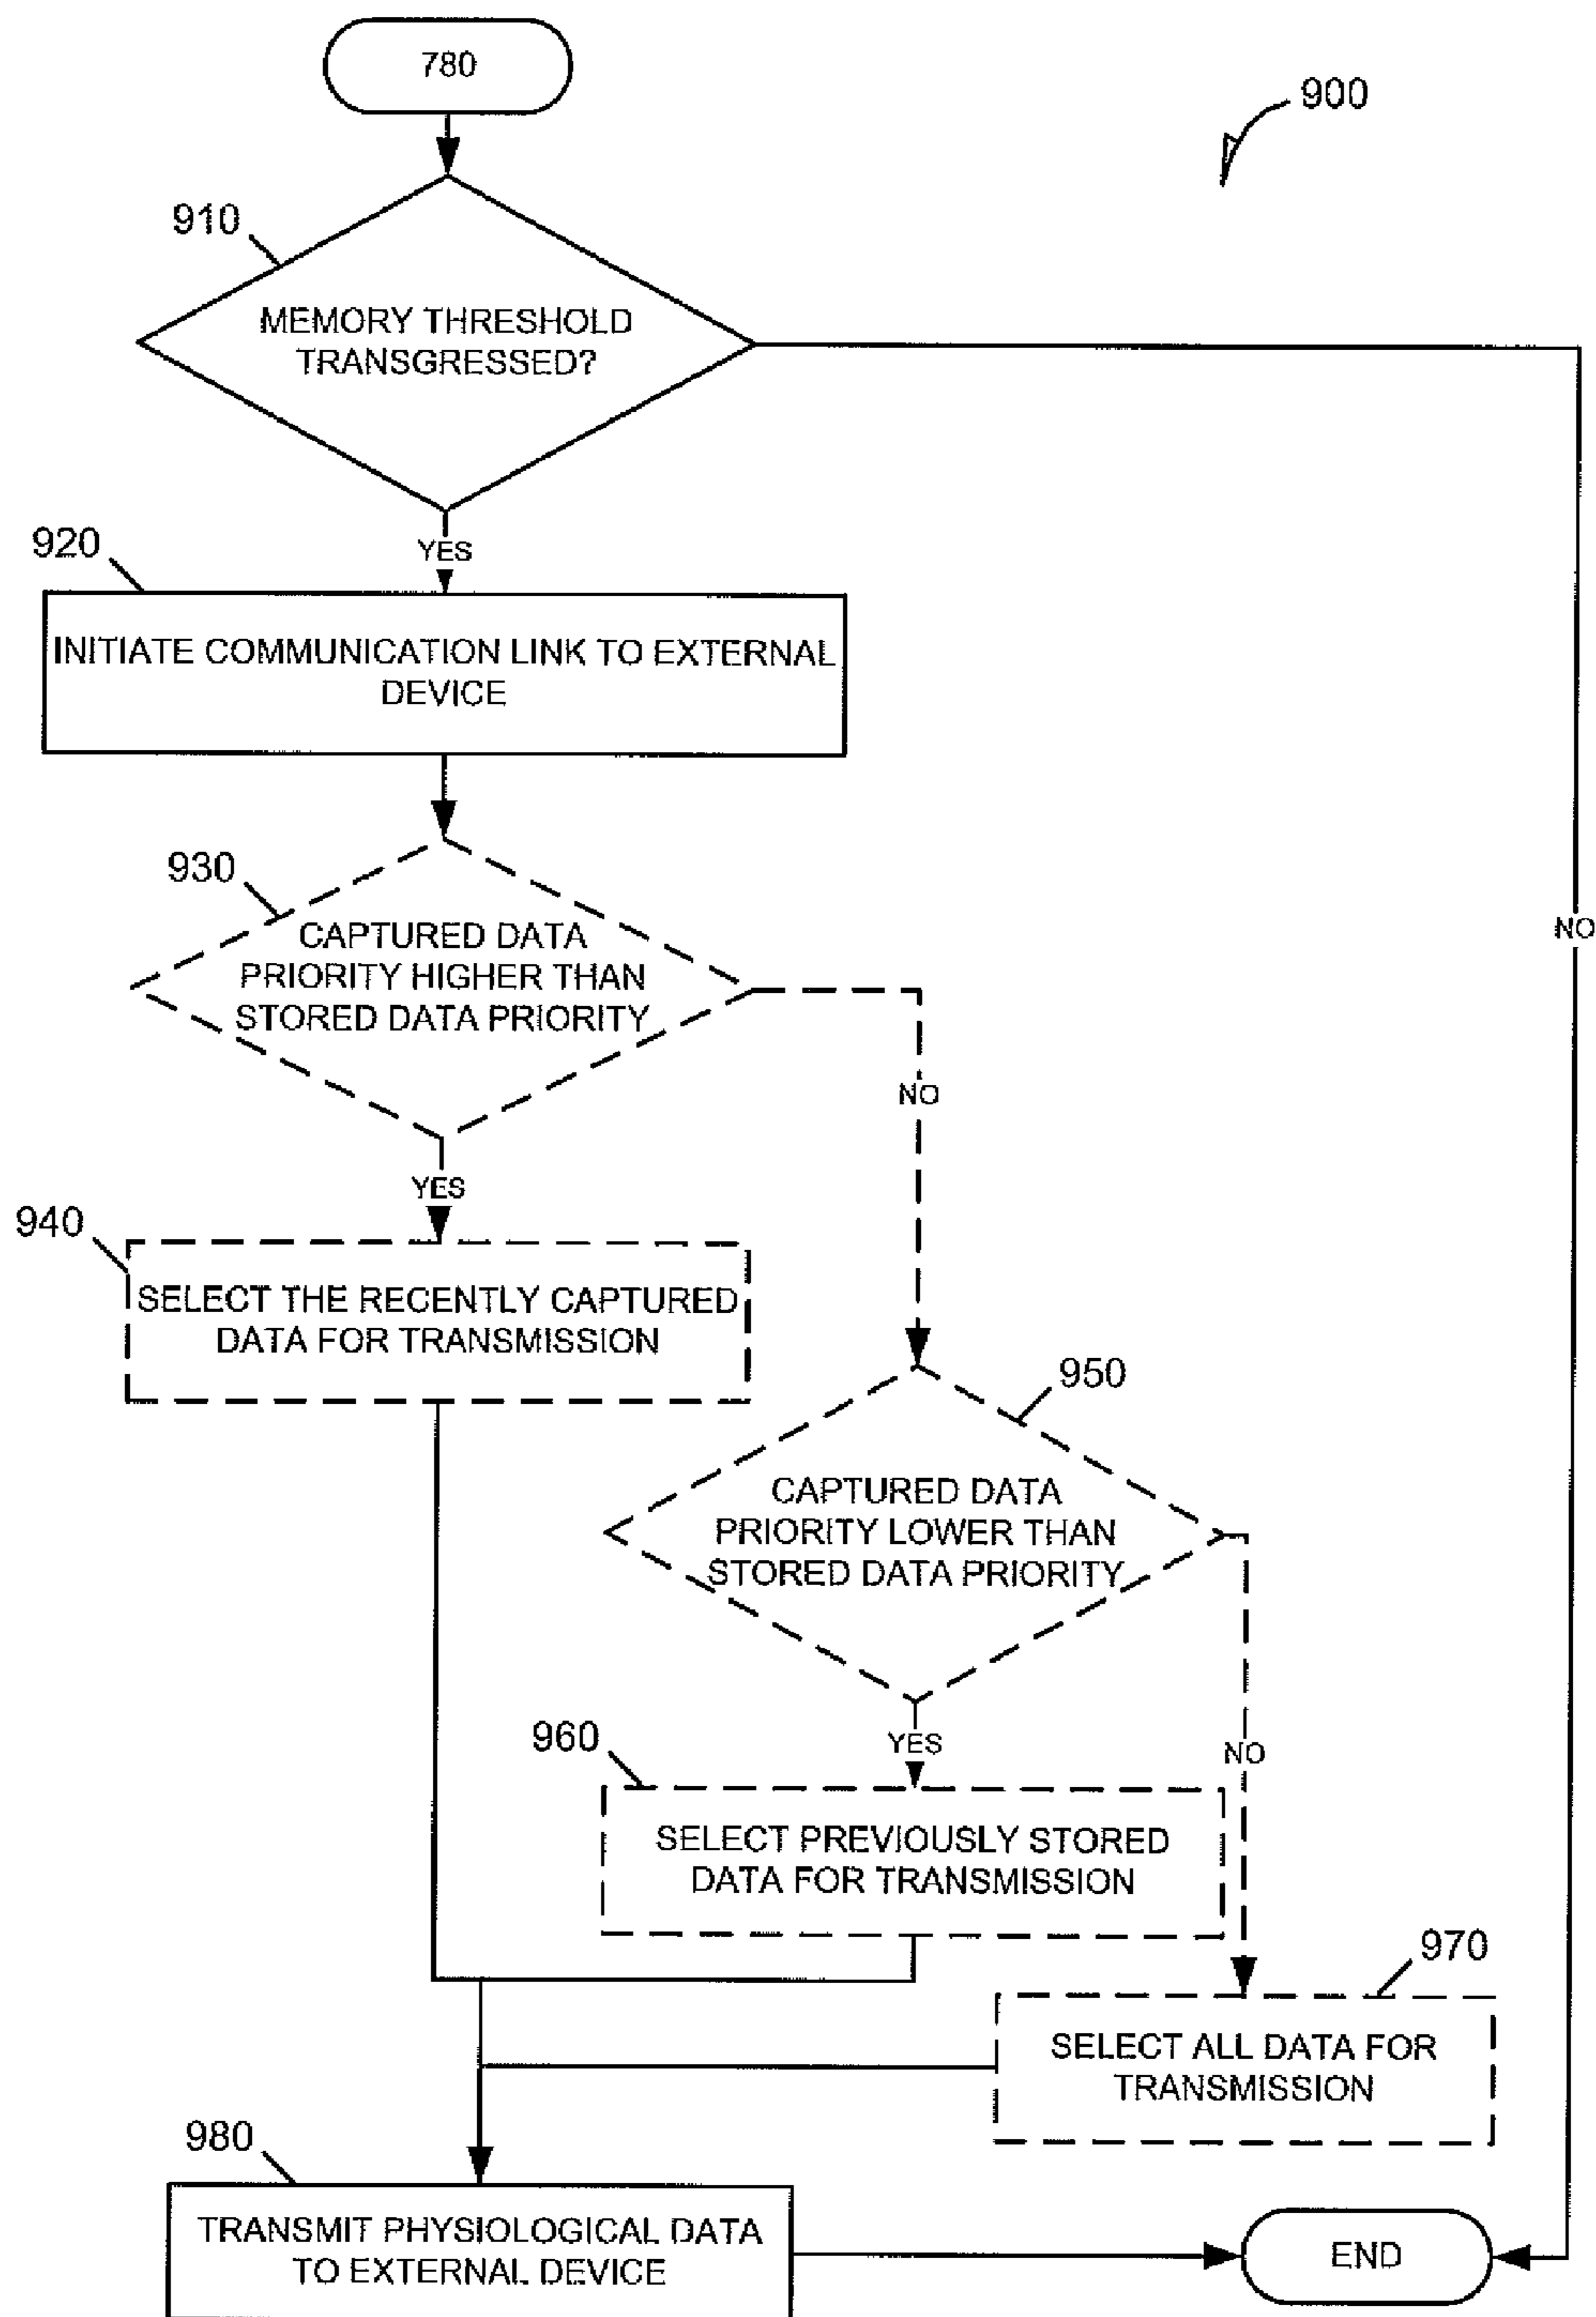 780
900
910
MEMORY THRESHOLD
TRANSGRESSED?
YES
920
INITIATE COMMUNICATION LINK TO EXTERNAL
DEVICE
NO
930
CAPTURED DATA
PRIORITY HIGHER THAN
STORED DATA PRIORITY
NO
YES
940
SELECT THE RECENTLY CAPTURED
DATA FOR TRANSMISSION
950
CAPTURED DATA
PRIORITY LOWER THAN
STORED DATA PRIORITY
YES
NO
960
SELECT PREVIOUSLY STORED
DATA FOR TRANSMISSION
970
SELECT ALL DATA FOR
TRANSMISSION
980
TRANSMIT PHYSIOLOGICAL DATA
TO EXTERNAL DEVICE
END